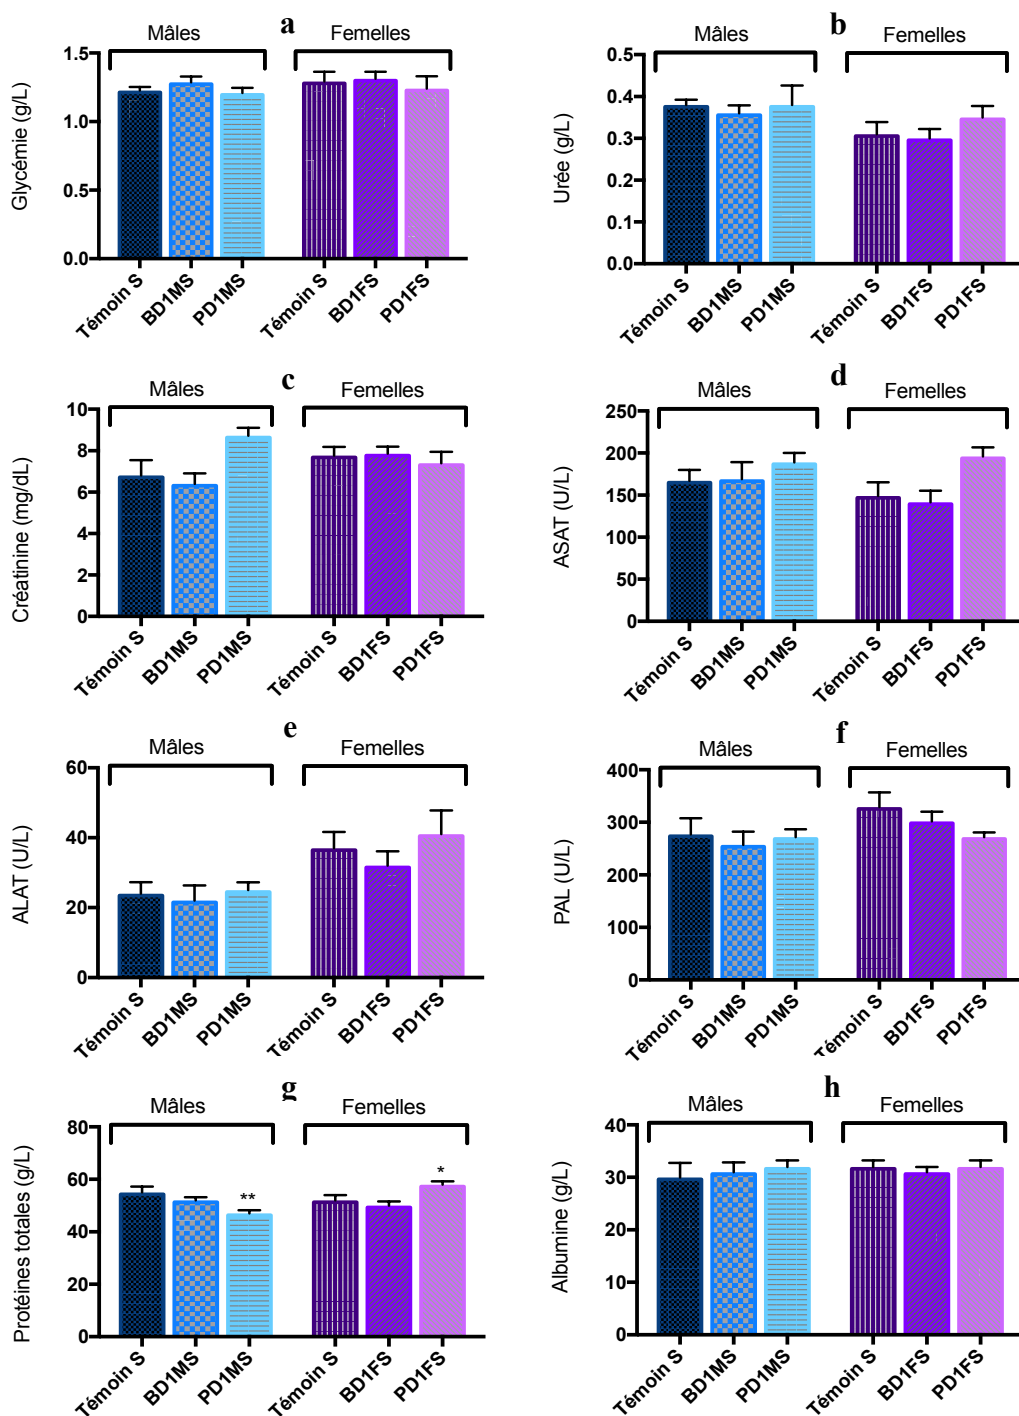 a
Mâles
Femelles
Glycémie (g/L)
1.5
1.0
0.5
0.0
Témoin S
BD1MS
PD1MS
Témoin S
BD1FS
PD1FS
b
Mâles
Femelles
Urée (g/L)
0.5
0.4
0.3
0.2
0.1
0.0
Témoin S
BD1MS
PD1MS
Témoin S
BD1FS
PD1FS
c
Mâles
Femelles
Créatinine (mg/dL)
10
8
6
4
2
0
Témoin S
BD1MS
PD1MS
Témoin S
BD1FS
PD1FS
d
Mâles
Femelles
ASAT (U/L)
250
200
150
100
50
0
Témoin S
BD1MS
PD1MS
Témoin S
BD1FS
PD1FS
e
Mâles
Femelles
ALAT (U/L)
60
40
20
0
Témoin S
BD1MS
PD1MS
Témoin S
BD1FS
PD1FS
f
Mâles
Femelles
PAL (U/L)
400
300
200
100
0
Témoin S
BD1MS
PD1MS
Témoin S
BD1FS
PD1FS
g
Mâles
Femelles
Protéines totales (g/L)
80
60
40
20
0
**
*
Témoin S
BD1MS
PD1MS
Témoin S
BD1FS
PD1FS
h
Mâles
Femelles
Albumine (g/L)
40
30
20
10
0
Témoin S
BD1MS
PD1MS
Témoin S
BD1FS
PD1FS